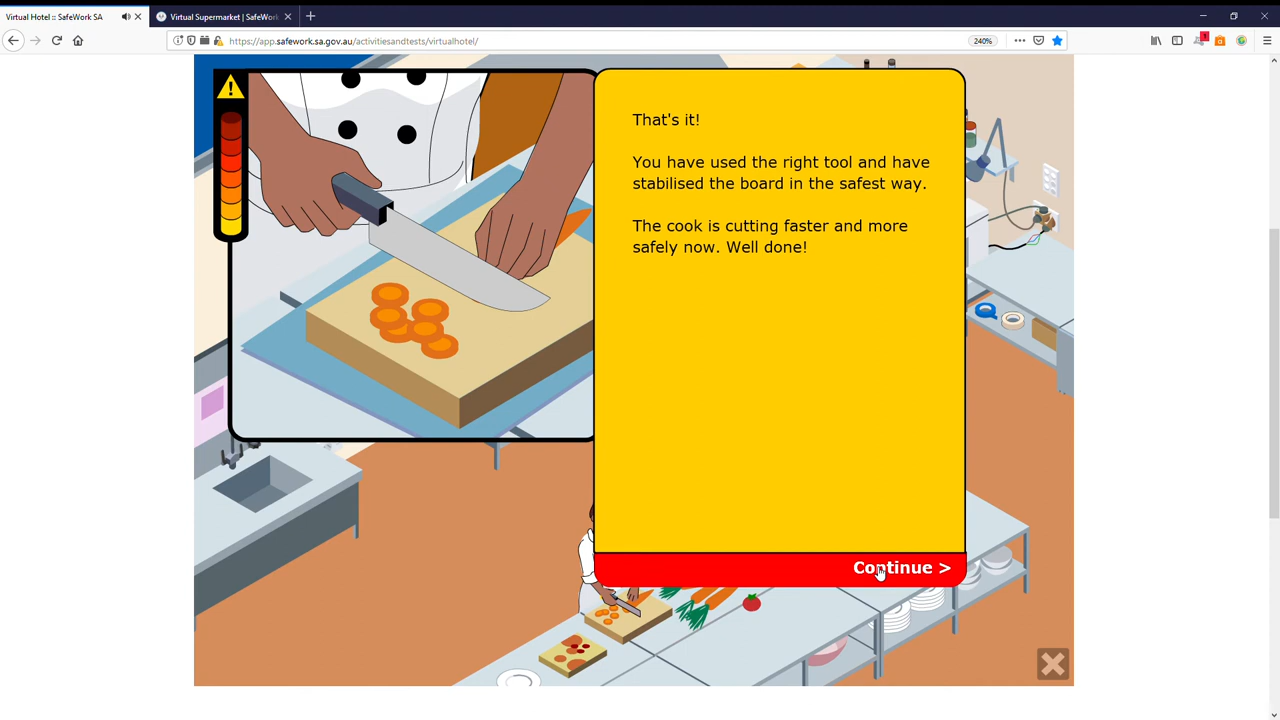 Virtual Hotel :: SafeWork SA
Virtual Supermarket | SafeWork
https://app.safework.sa.gov.au/activitiesandtests/virtualhotel/
240%
That's it!
You have used the right tool and have
stabilised the board in the safest way.
The cook is cutting faster and more
safely now. Well done!
Continue >